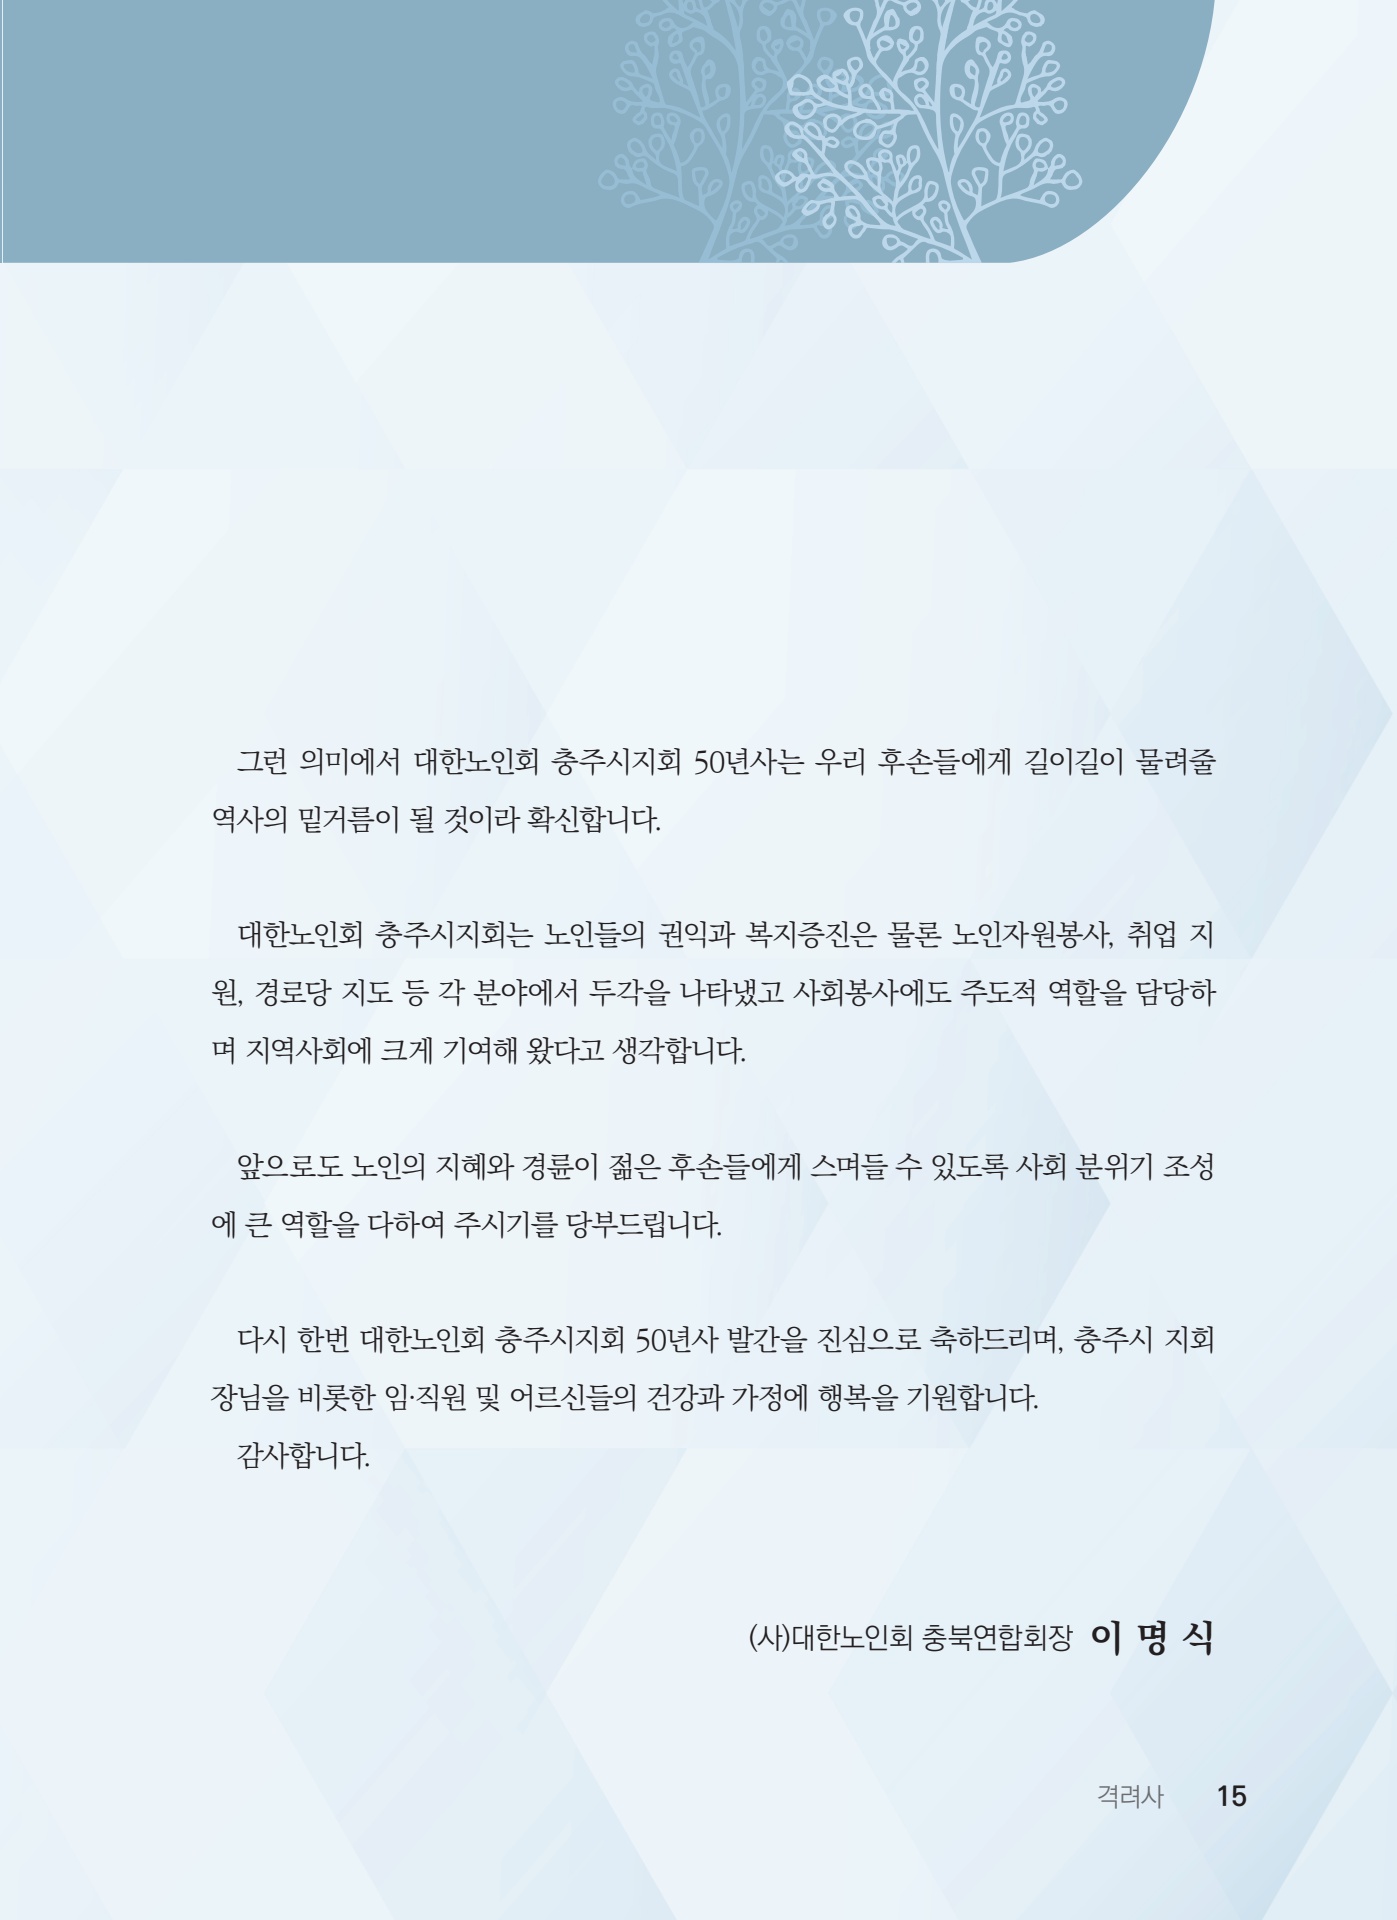 그런 의미에서 대한노인회 충주시지회 50년사는 우리 후손들에게 길이길이 물려줄
역사의 밑거름이 될 것이라 확신합니다.
대한노인회 충주시지회는 노인들의 권익과 복지증진은 물론 노인자원봉사, 취업 지
원, 경로당 지도 등 각 분야에서 두각을 나타냈고 사회봉사에도 주도적 역할을 담당하
며 지역사회에 크게 기여해 왔다고 생각합니다.
앞으로도 노인의 지혜와 경륜이 젊은 후손들에게 스며들 수 있도록 사회 분위기 조성
에 큰 역할을 다하여 주시기를 당부드립니다.
다시 한번 대한노인회 충주시지회 50년사 발간을 진심으로 축하드리며, 충주시 지회
장님을 비롯한 임·직원 및 어르신들의 건강과 가정에 행복을 기원합니다.
감사합니다.
(사)대한노인회 충북연합회장 이 명 식
격려사 15